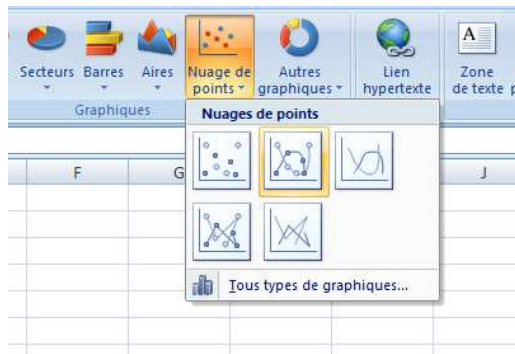 Secteurs Barres Aires Nuage de points Autres graphiques Lien hypertexte Zone de texte
Graphiques
Nuages de points
F G J
Tous types de graphiques...